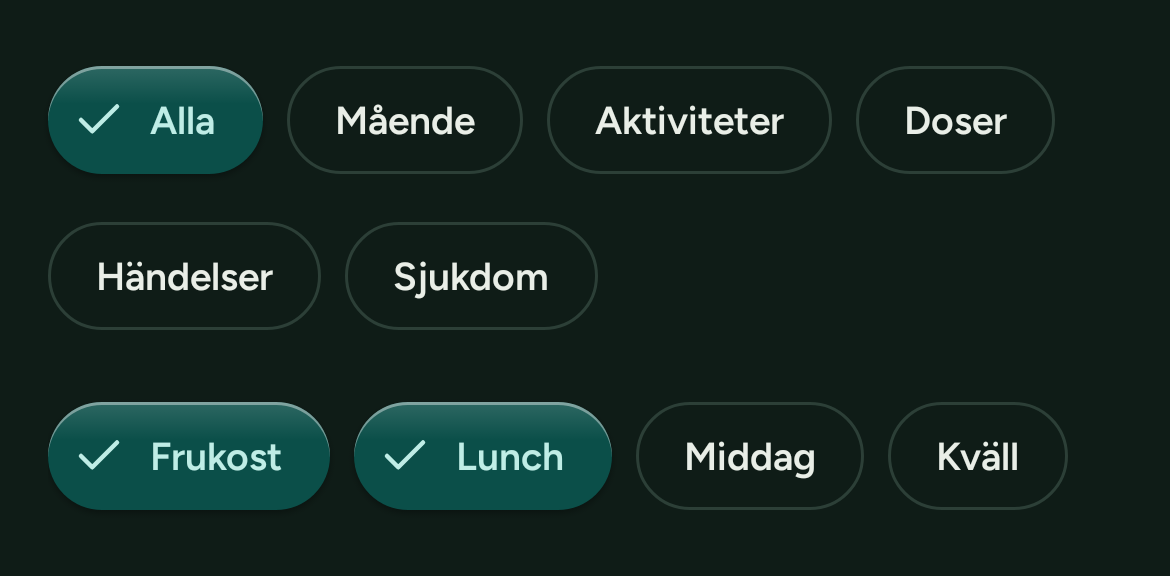 Alla Mående Aktiviteter Doser
Händelser Sjukdom
Frukost Lunch Middag Kväll